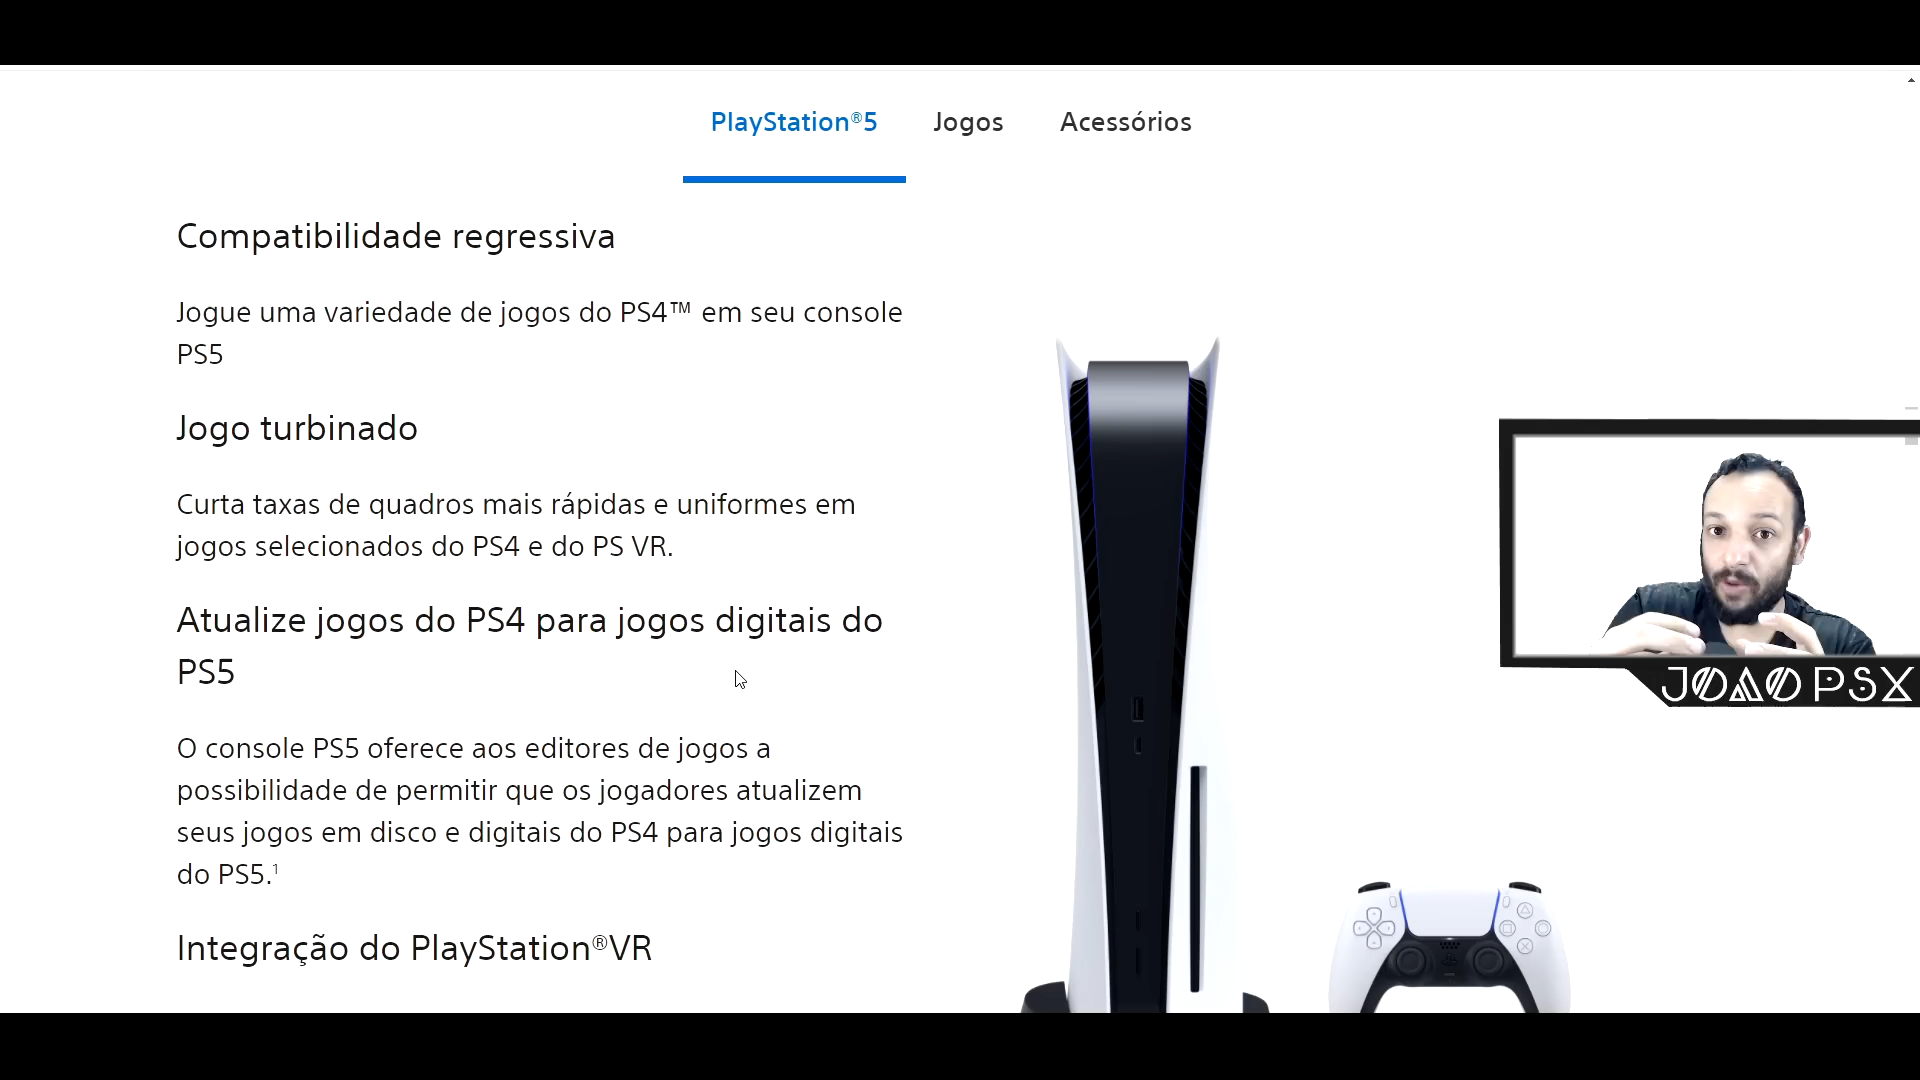 PlayStation®5 Jogos Acessórios
Compatibilidade regressiva
Jogue uma variedade de jogos do PS4™ em seu console
PS5
Jogo turbinado
Curta taxas de quadros mais rápidas e uniformes em
jogos selecionados do PS4 e do PS VR.
Atualize jogos do PS4 para jogos digitais do
PS5
O console PS5 oferece aos editores de jogos a
possibilidade de permitir que os jogadores atualizem
seus jogos em disco e digitais do PS4 para jogos digitais
do PS5.¹
Integração do PlayStation®VR
JOAO PSX